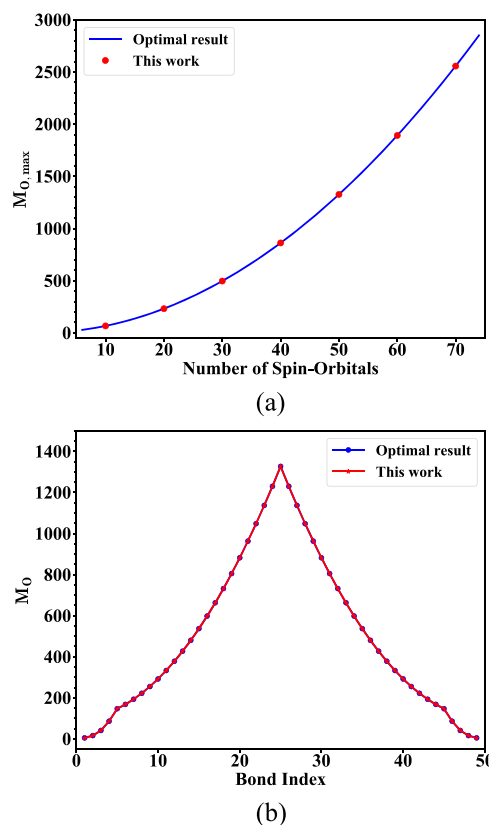 3000
2500
2000
1500
1000
500
0
M_O,max
Optimal result
This work
10 20 30 40 50 60 70
Number of Spin-Orbitals
(a)
1400
1200
1000
800
600
400
200
0
M_O
Optimal result
This work
0 10 20 30 40 50
Bond Index
(b)